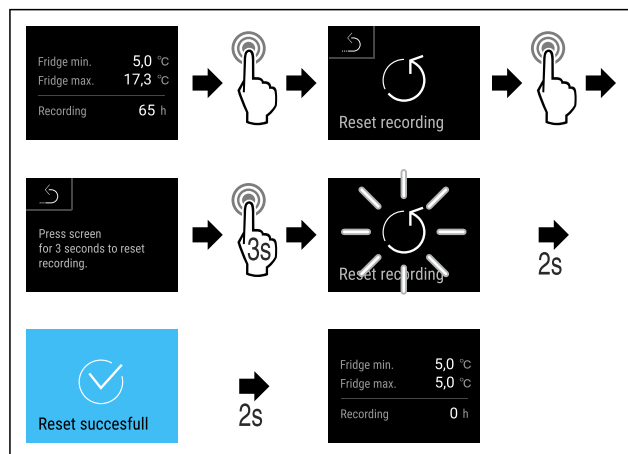 Fridge min. 5,0 °C
Fridge max. 17,3 °C
Recording 65 h
Reset recording
Press screen
for 3 seconds to reset
recording.
3s
Reset recording
2s
Reset succesfull
2s
Fridge min. 5,0 °C
Fridge max. 5,0 °C
Recording 0 h